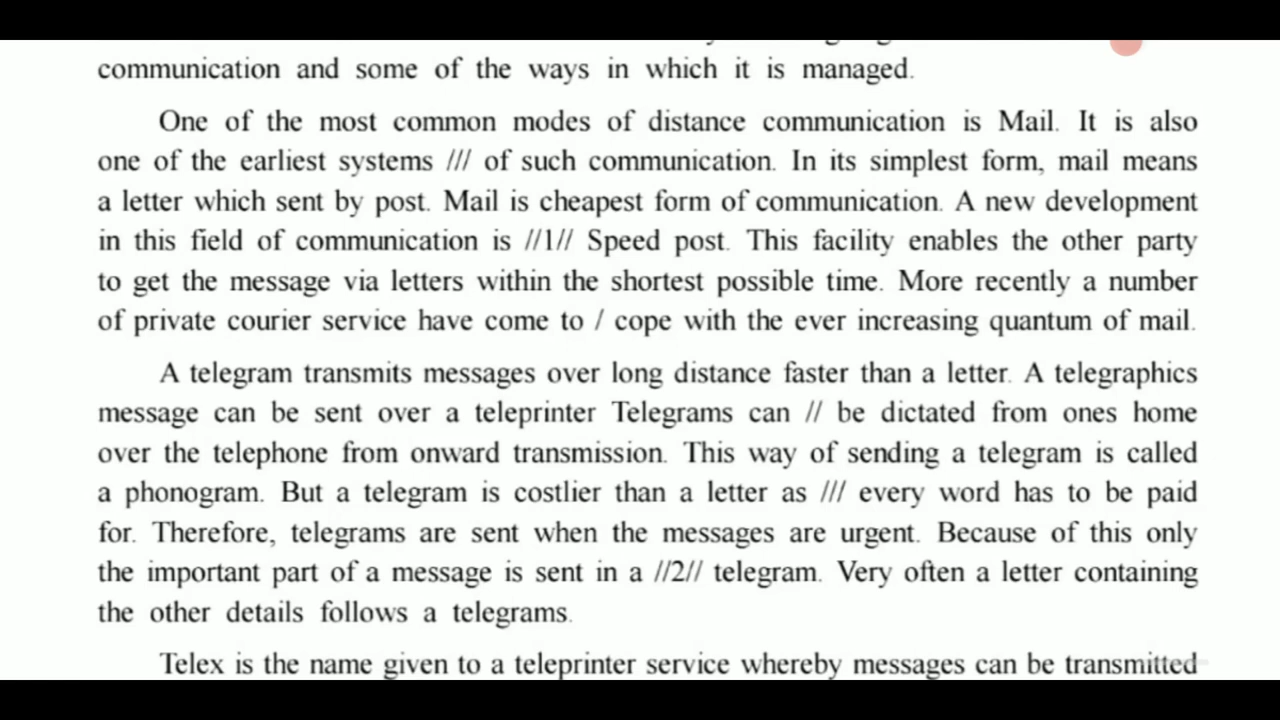 communication and some of the ways in which it is managed.
One of the most common modes of distance communication is Mail. It is also
one of the earliest systems /// of such communication. In its simplest form, mail means
a letter which sent by post. Mail is cheapest form of communication. A new development
in this field of communication is //1// Speed post. This facility enables the other party
to get the message via letters within the shortest possible time. More recently a number
of private courier service have come to / cope with the ever increasing quantum of mail.
A telegram transmits messages over long distance faster than a letter. A telegraphics
message can be sent over a teleprinter Telegrams can // be dictated from ones home
over the telephone from onward transmission. This way of sending a telegram is called
a phonogram. But a telegram is costlier than a letter as /// every word has to be paid
for. Therefore, telegrams are sent when the messages are urgent. Because of this only
the important part of a message is sent in a //2// telegram. Very often a letter containing
the other details follows a telegrams.
Telex is the name given to a teleprinter service whereby messages can be transmitted